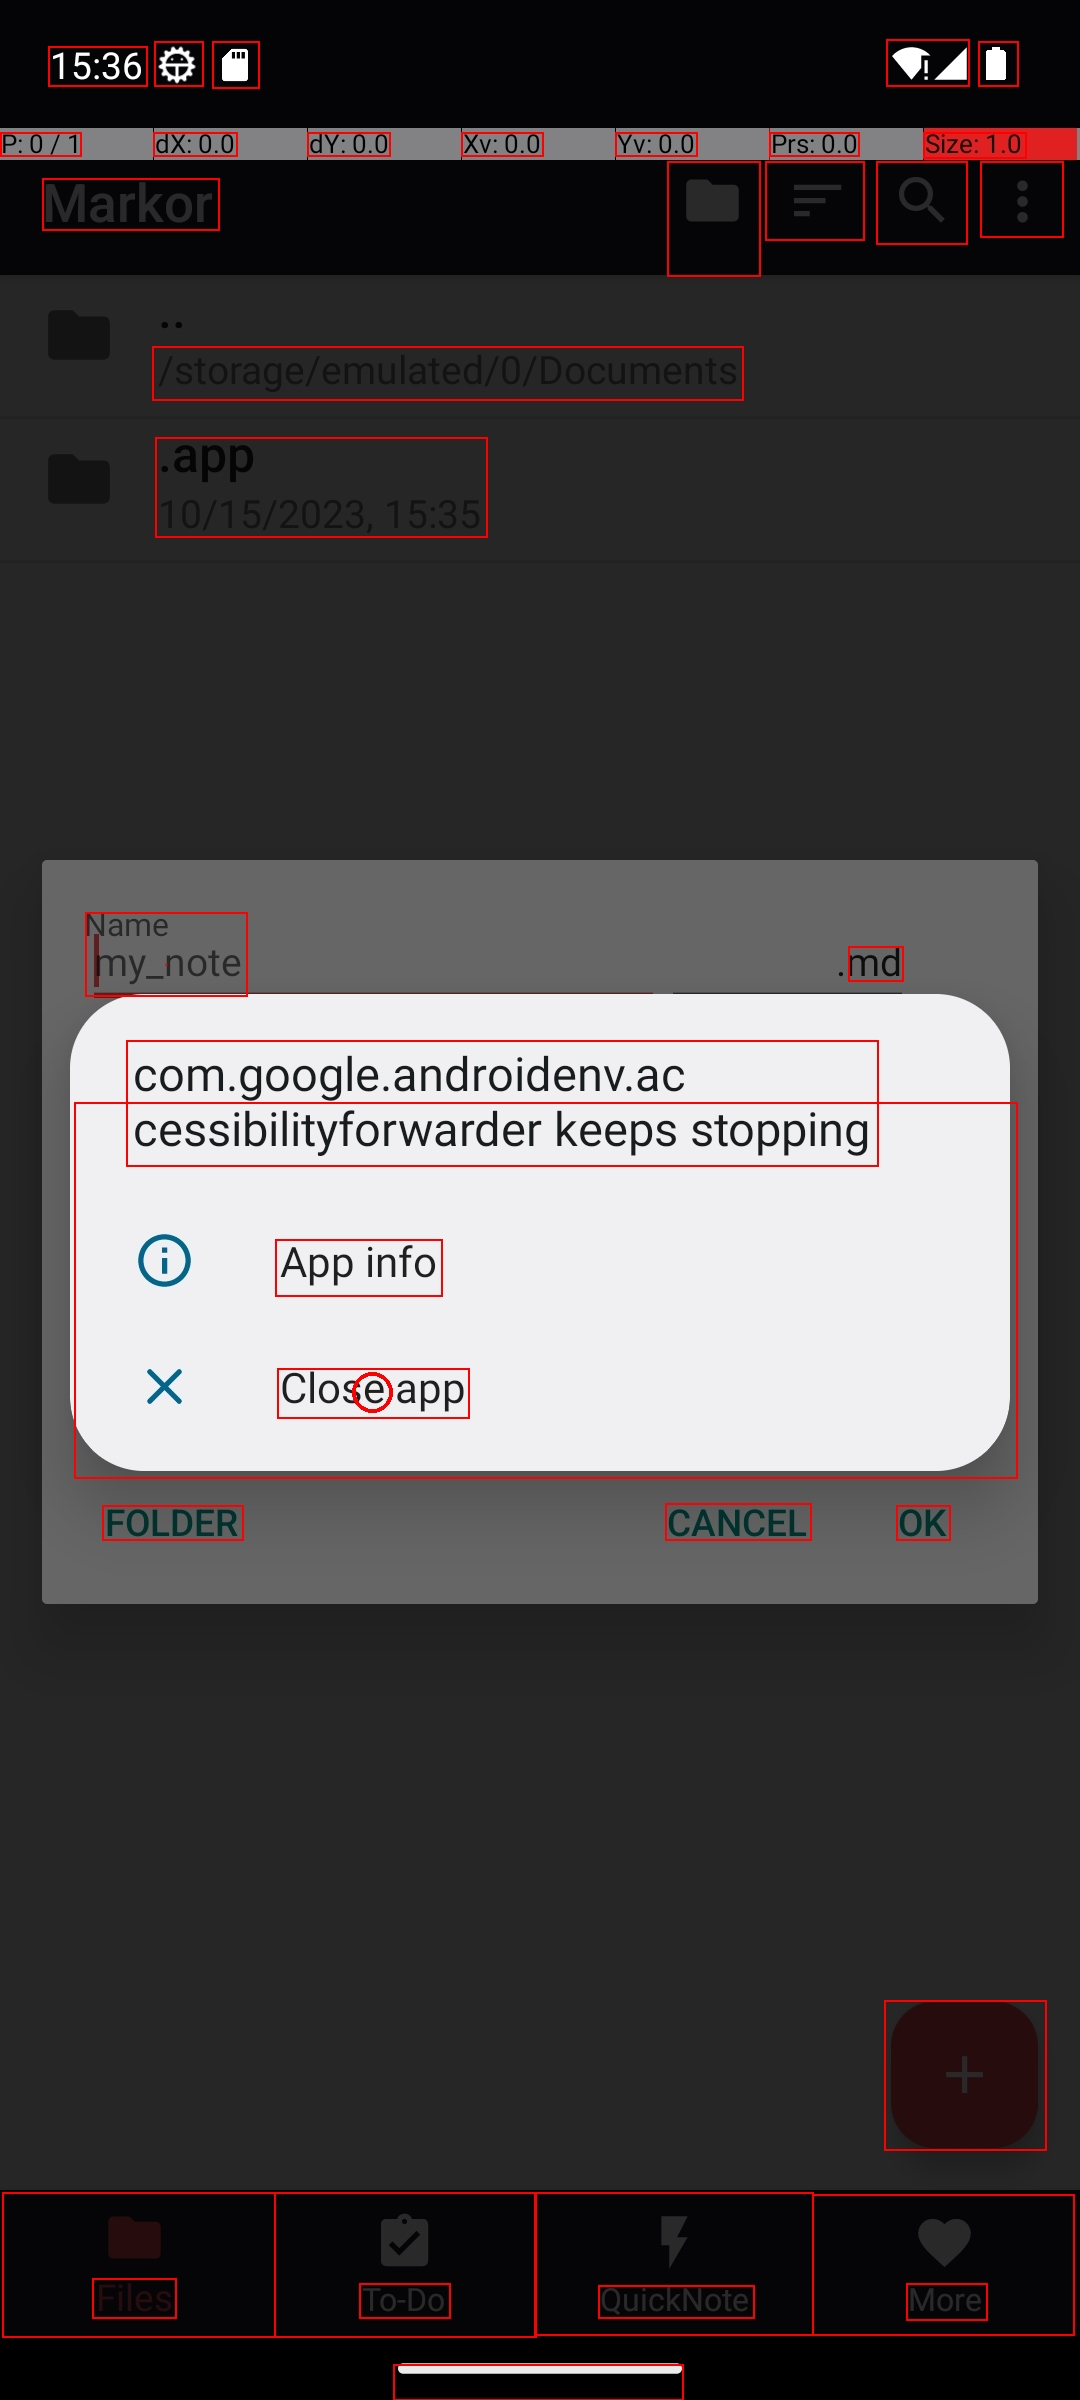 15:36
P: 0 / 1 dX: 0.0 dY: 0.0 Xv: 0.0 Yv: 0.0 Prs: 0.0 Size: 1.0
Markor
..
/storage/emulated/0/Documents
.app
10/15/2023, 15:35
Name
my_note .md
com.google.androidenv.ac
cessibilityforwarder keeps stopping
App info
Close app
FOLDER CANCEL OK
Files To-Do QuickNote More